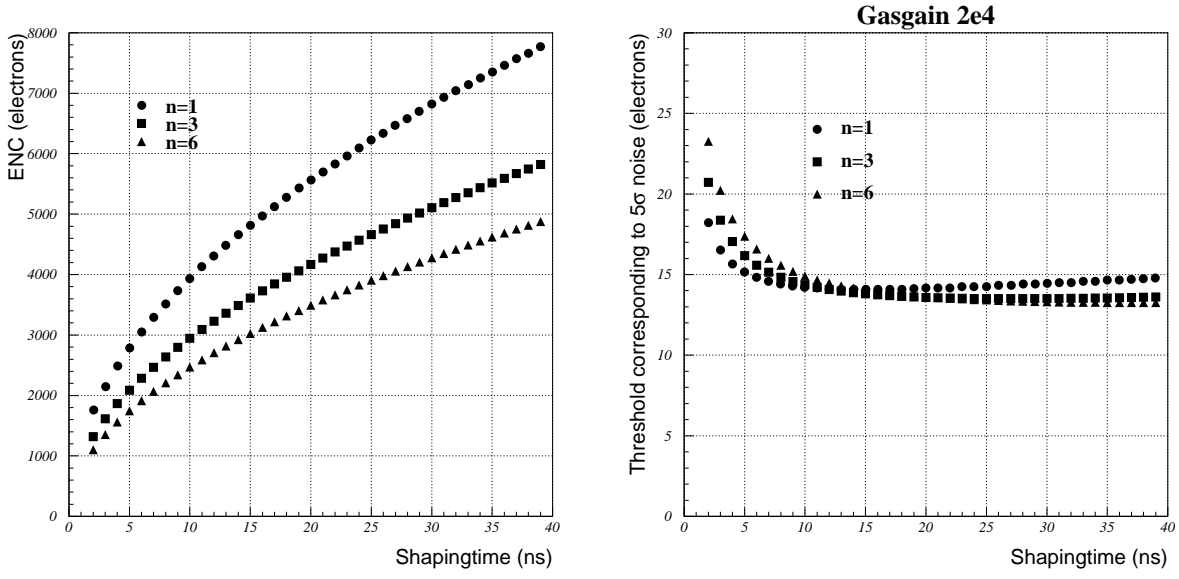 Gasgain 2e4
ENC (electrons)
8000
7000
6000
5000
4000
3000
2000
1000
0
n=1
n=3
n=6
0 5 10 15 20 25 30 35 40
Shapingtime (ns)
Threshold corresponding to 5σ noise (electrons)
30
25
20
15
10
5
0
n=1
n=3
n=6
0 5 10 15 20 25 30 35 40
Shapingtime (ns)